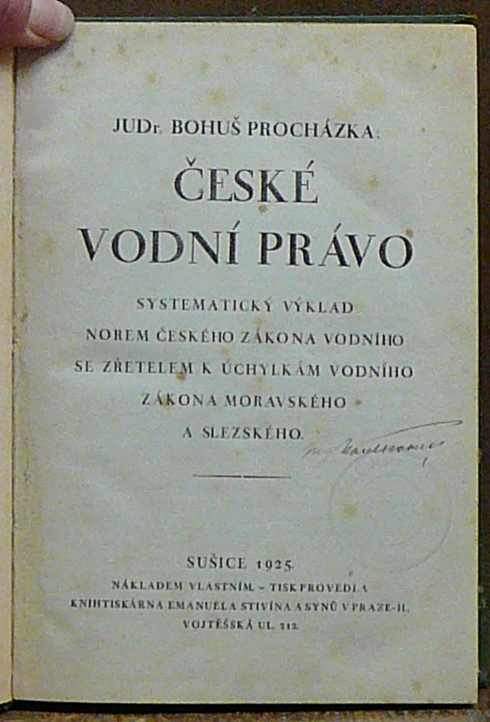 JUDr. BOHUŠ PROCHÁZKA:
ČESKÉ
VODNÍ PRÁVO
SYSTEMATICKÝ VÝKLAD
NOREM ČESKÉHO ZÁKONA VODNÍHO
SE ZŘETELEM K ÚCHYLKÁM VODNÍHO
ZÁKONA MORAVSKÉHO
A SLEZSKÉHO.
SUŠICE 1925.
NÁKLADEM VLASTNÍM. – TISK PROVEDLA
KNIHTISKÁRNA EMANUELA STIVÍNA A SYNŮ V PRAZE-II.,
VOJTĚŠSKÁ UL. 212.